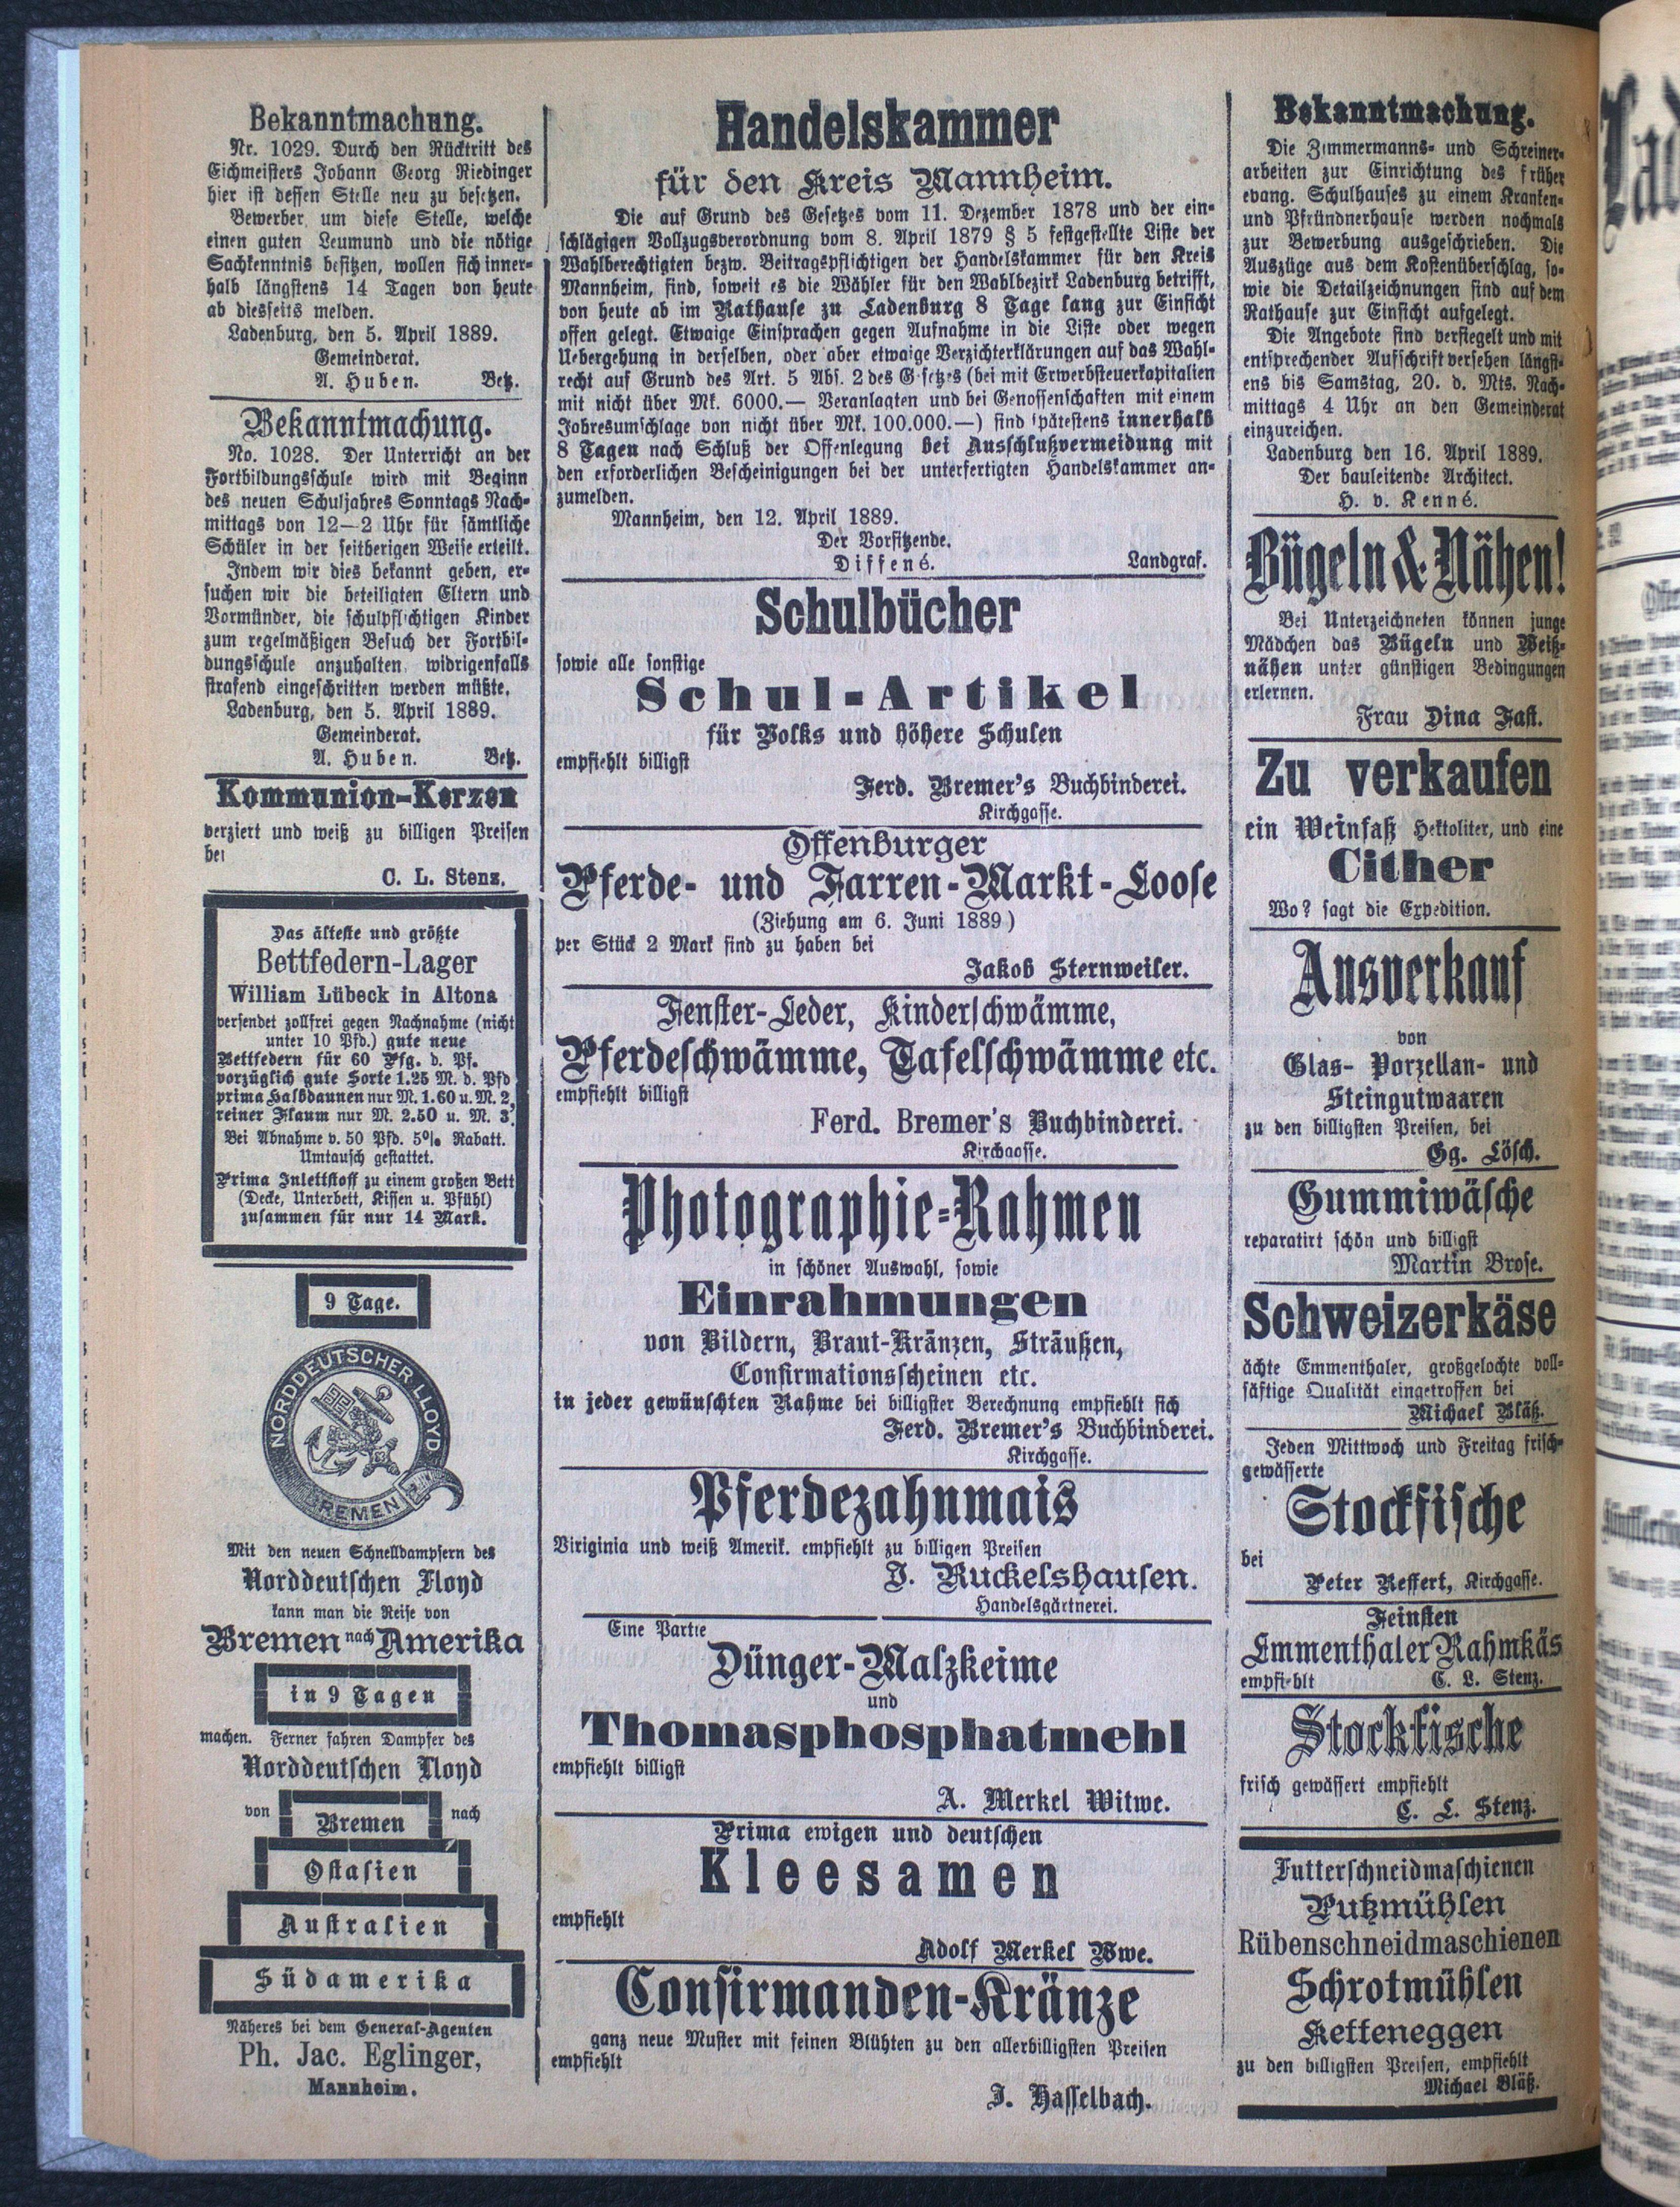 Bekanntmachung.
Nr. 1029. Durch den Rücktritt des
Eichmeisters Johann Georg Riedinger
hier ist dessen Stelle neu zu besetzen.
Bewerber um diese Stelle, welche
einen guten Leumund und die nötige
Sachkenntnis besitzen, wollen sich inner-
halb längstens 14 Tagen von heute
ab diesseits melden.
Ladenburg, den 5. April 1889.
Gemeinderat.
A. Huben. Betz.
Bekanntmachung.
No. 1028. Der Unterricht an der
Fortbildungsschule wird mit Beginn
des neuen Schuljahres Sonntags Nach-
mittags von 12—2 Uhr für sämtliche
Schüler in der seitherigen Weise erteilt.
Indem wir dies bekannt geben, er-
suchen wir die beteiligten Eltern und
Vormünder, die schulpflichtigen Kinder
zum regelmäßigen Besuch der Fortbil-
dungsschule anzuhalten, widrigenfalls
strafend eingeschritten werden müßte.
Ladenburg, den 5. April 1889.
Gemeinderat.
A. Huben. Betz.
Kommunion-Kerzen
verziert und weiß zu billigen Preisen
bei
C. L. Stenz.
Das älteste und größte
Bettfedern-Lager
William Lübeck in Altona
versendet zollfrei gegen Nachnahme (nicht
unter 10 Pfd.) gute neue
Bettfedern für 60 Pfg. d. Pf.
vorzüglich gute Sorte 1.25 M. d. Pfd
prima Halbdaunen nur M. 1.60 u. M. 2,
reiner Flaum nur M. 2.50 u. M. 3,
Bei Abnahme v. 50 Pfd. 5% Rabatt.
Umtausch gestattet.
Prima Inlettstoff zu einem großen Bett
(Decke, Unterbett, Kissen u. Pfühl)
zusammen für nur 14 Mark.
9 Tage.
NORDDEUTSCHER LLOYD
BREMEN
Mit den neuen Schnelldampfern des
Norddeutschen Lloyd
kann man die Reise von
Bremen nach Amerika
in 9 Tagen
machen. Ferner fahren Dampfer des
Norddeutschen Lloyd
von Bremen nach
Ostasien
Australien
Südamerika
Näheres bei dem General-Agenten
Ph. Jac. Eglinger,
Mannheim.
Handelskammer
für den Kreis Mannheim.
Die auf Grund des Gesetzes vom 11. Dezember 1878 und der ein-
schlägigen Vollzugsverordnung vom 8. April 1879 § 5 festgestellte Liste der
Wahlberechtigten bezw. Beitragspflichtigen der Handelskammer für den Kreis
Mannheim, sind, soweit es die Wähler für den Wahlbezirk Ladenburg betrifft,
von heute ab im Rathause zu Ladenburg 8 Tage lang zur Einsicht
offen gelegt. Etwaige Einsprachen gegen Aufnahme in die Liste oder wegen
Uebergehung in derselben, oder aber etwaige Verzichterklärungen auf das Wahl-
recht auf Grund des Art. 5 Abs. 2 des Gesetzes (bei mit Erwerbsteuerkapitalien
mit nicht über Mk. 6000.— Veranlagten und bei Genossenschaften mit einem
Jahresumschlage von nicht über Mk. 100.000.—) sind spätestens innerhalb
8 Tagen nach Schluß der Offenlegung bei Ausschlußvermeidung mit
den erforderlichen Bescheinigungen bei der unterfertigten Handelskammer an-
zumelden.
Mannheim, den 12. April 1889.
Der Vorsitzende.
Diffené. Landgraf.
Schulbücher
sowie alle sonstige
Schul-Artikel
für Volks und höhere Schulen
empfiehlt billigst
Ferd. Bremer's Buchbinderei.
Kirchgasse.
Offenburger
Pferde- und Farren-Markt-Loose
(Ziehung am 6. Juni 1889)
per Stück 2 Mark sind zu haben bei
Jakob Sternweiler.
Fenster-Leder, Kinderschwämme,
Pferdeschwämme, Tafelschwämme etc.
empfiehlt billigst
Ferd. Bremer's Buchbinderei.
Kirchgasse.
Photographie-Rahmen
in schöner Auswahl, sowie
Einrahmungen
von Bildern, Braut-Kränzen, Sträußen,
Confirmationsscheinen etc.
in jeder gewünschten Rahme bei billigster Berechnung empfiehlt sich
Ferd. Bremer's Buchbinderei.
Kirchgasse.
Pferdezahnmais
Viriginia und weiß Amerik. empfiehlt zu billigen Preisen
J. Ruckelshausen.
Handelsgärtnerei.
Eine Partie
Dünger-Malzkeime
und
Thomasphosphatmehl
empfiehlt billigst
A. Merkel Witwe.
Prima ewigen und deutschen
Kleesamen
empfiehlt
Adolf Merkel Wwe.
Confirmanden-Kränze
ganz neue Muster mit feinen Blühten zu den allerbilligsten Preisen
empfiehlt
J. Hasselbach.
Bekanntmachung.
Die Zimmermanns- und Schreiner-
arbeiten zur Einrichtung des früher
evang. Schulhauses zu einem Kranken-
und Pfründnerhause werden nochmals
zur Bewerbung ausgeschrieben. Die
Auszüge aus dem Kostenüberschlag, so-
wie die Detailzeichnungen sind auf dem
Rathause zur Einsicht aufgelegt.
Die Angebote sind versiegelt und mit
entsprechender Aufschrift versehen längst-
ens bis Samstag, 20. d. Mts. Nach-
mittags 4 Uhr an den Gemeinderat
einzureichen.
Ladenburg den 16. April 1889.
Der bauleitende Architect.
H. v. Kenné.
Bügeln & Nähen!
Bei Unterzeichneten können junge
Mädchen das Bügeln und Weiß-
nähen unter günstigen Bedingungen
erlernen.
Frau Dina Fast.
Zu verkaufen
ein Weinfaß Hektoliter, und eine
Cither
Wo? sagt die Expedition.
Ausverkauf
von
Glas- Porzellan- und
Steingutwaaren
zu den billigsten Preisen, bei
Gg. Lösch.
Gummiwäsche
reparatirt schön und billigst
Martin Brose.
Schweizerkäse
ächte Emmenthaler, großgelochte voll-
saftige Qualität eingetroffen bei
Michael Bläß.
Jeden Mittwoch und Freitag frisch-
gewässerte
Stockfische
bei
Peter Reffert, Kirchgasse.
Feinsten
Emmenthaler Rahmkäs
empfiehlt C. L. Stenz.
Stockfische
frisch gewässert empfiehlt
C. L. Stenz.
Futterschneidmaschienen
Putzmühlen
Rübenschneidmaschienen
Schrotmühlen
Ketteneggen
zu den billigsten Preisen, empfiehlt
Michael Bläß.